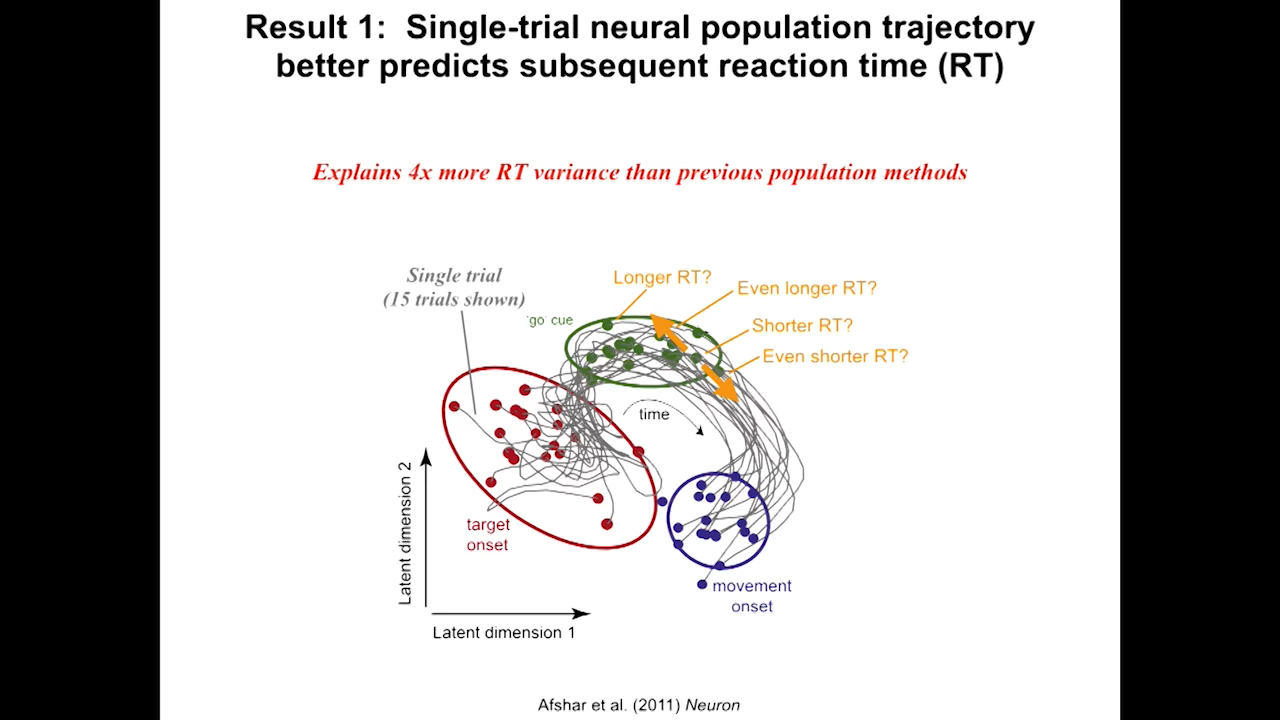 Result 1:  Single-trial neural population trajectory
better predicts subsequent reaction time (RT)
Explains 4x more RT variance than previous population methods
Single trial
(15 trials shown)
Longer RT?
Even longer RT?
'go' cue
Shorter RT?
Even shorter RT?
time
target
onset
movement
onset
Latent dimension 2
Latent dimension 1
Afshar et al. (2011) Neuron